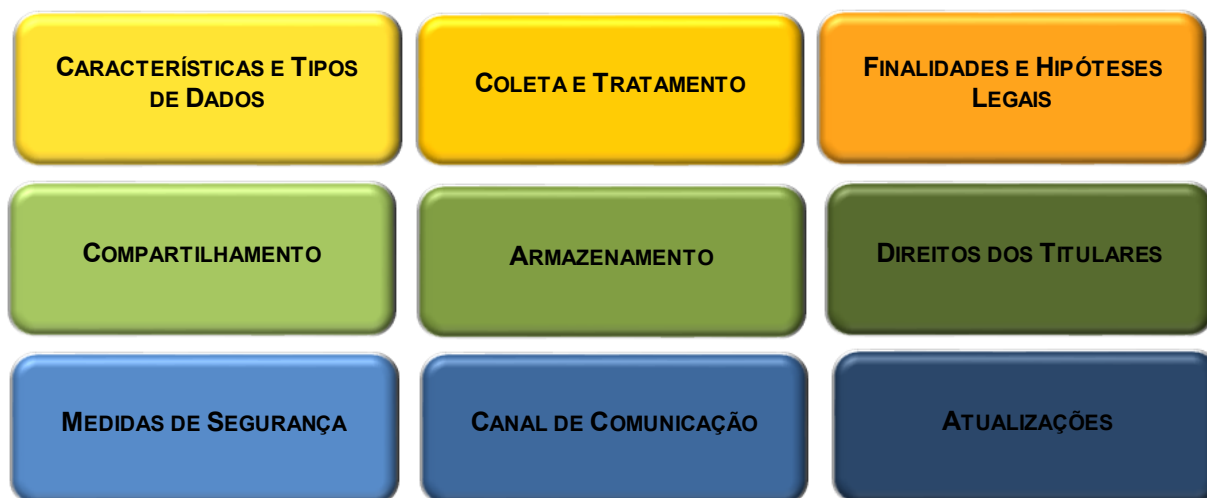 CARACTERÍSTICAS E TIPOS
DE DADOS
COLETA E TRATAMENTO
FINALIDADES E HIPÓTESES
LEGAIS
COMPARTILHAMENTO
ARMAZENAMENTO
DIREITOS DOS TITULARES
MEDIDAS DE SEGURANÇA
CANAL DE COMUNICAÇÃO
ATUALIZAÇÕES